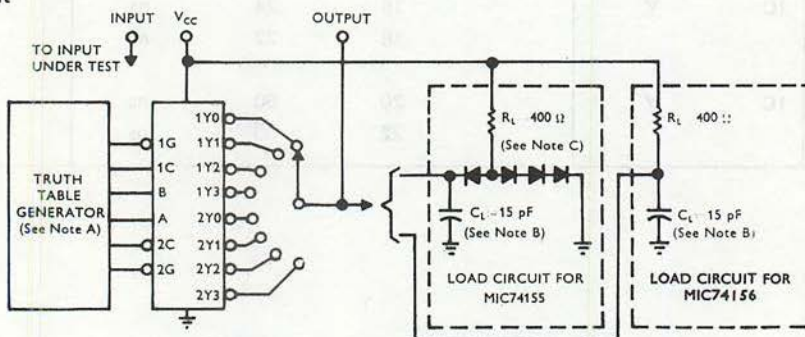 INPUT
VCC
OUTPUT
TO INPUT
UNDER TEST
TRUTH
TABLE
GENERATOR
(See Note A)
1G
1C
B
A
2C
2G
1Y0
1Y1
1Y2
1Y3
2Y0
2Y1
2Y2
2Y3
RL 400 Ω
(See Note C)
CL-15 pF
(See Note B)
LOAD CIRCUIT FOR
MIC74155
RL 400
CL-15 pF
(See Note B)
LOAD CIRCUIT FOR
MIC74156